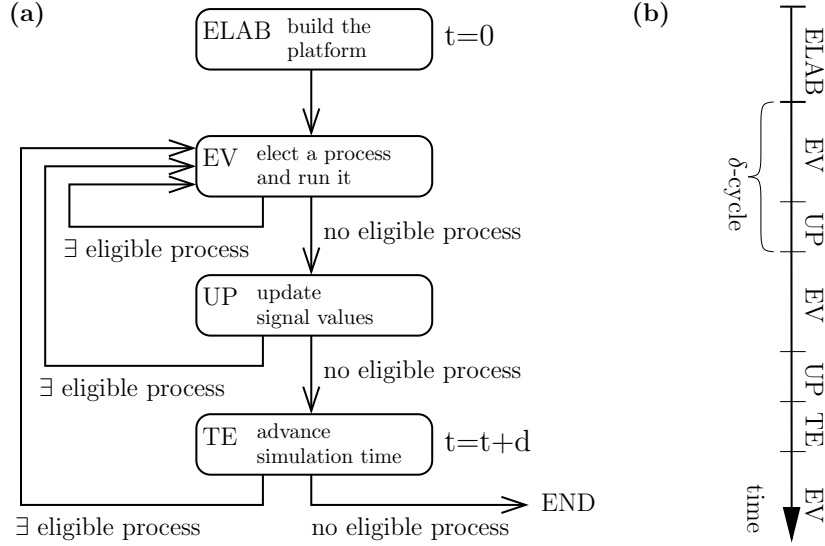 (a)
ELAB build the
platform
t=0
EV elect a process
and run it
∃ eligible process
no eligible process
UP update
signal values
∃ eligible process
no eligible process
TE advance
simulation time
t=t+d
∃ eligible process
no eligible process
END
(b)
ELAB
EV
δ-cycle
UP
EV
UP
TE
EV
time